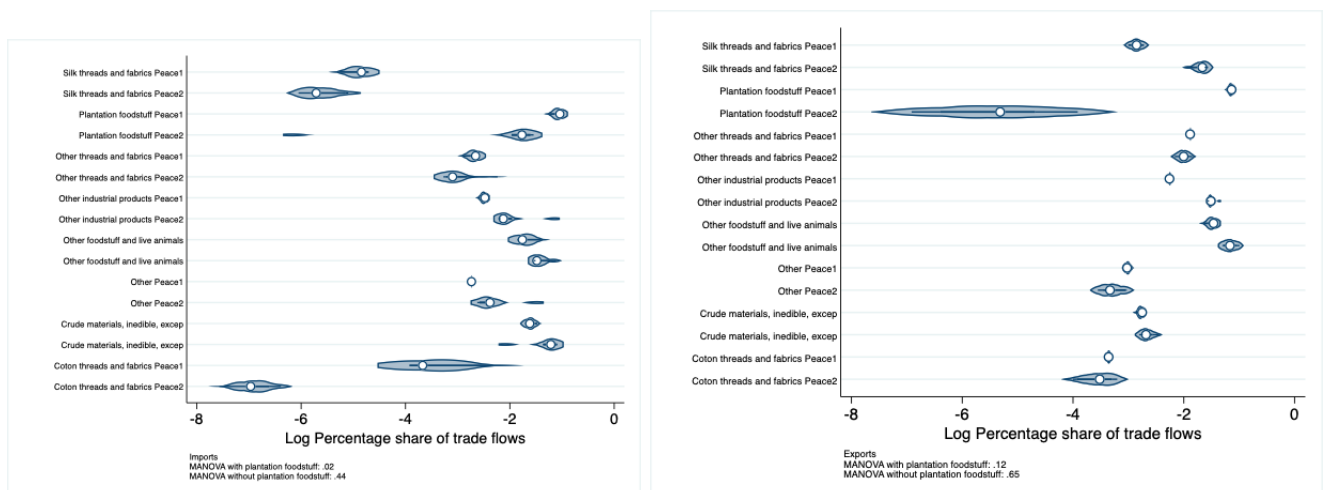 Silk threads and fabrics Peace1
Silk threads and fabrics Peace2
Plantation foodstuff Peace1
Plantation foodstuff Peace2
Other threads and fabrics Peace1
Other threads and fabrics Peace2
Other industrial products Peace1
Other industrial products Peace2
Other foodstuff and live animals
Other foodstuff and live animals
Other Peace1
Other Peace2
Crude materials, inedible, excep
Crude materials, inedible, excep
Coton threads and fabrics Peace1
Coton threads and fabrics Peace2
-8 -6 -4 -2 0
Log Percentage share of trade flows
Imports
MANOVA with plantation foodstuff: .02
MANOVA without plantation foodstuff: .44
Silk threads and fabrics Peace1
Silk threads and fabrics Peace2
Plantation foodstuff Peace1
Plantation foodstuff Peace2
Other threads and fabrics Peace1
Other threads and fabrics Peace2
Other industrial products Peace1
Other industrial products Peace2
Other foodstuff and live animals
Other foodstuff and live animals
Other Peace1
Other Peace2
Crude materials, inedible, excep
Crude materials, inedible, excep
Coton threads and fabrics Peace1
Coton threads and fabrics Peace2
-8 -6 -4 -2 0
Log Percentage share of trade flows
Exports
MANOVA with plantation foodstuff: .12
MANOVA without plantation foodstuff: .65